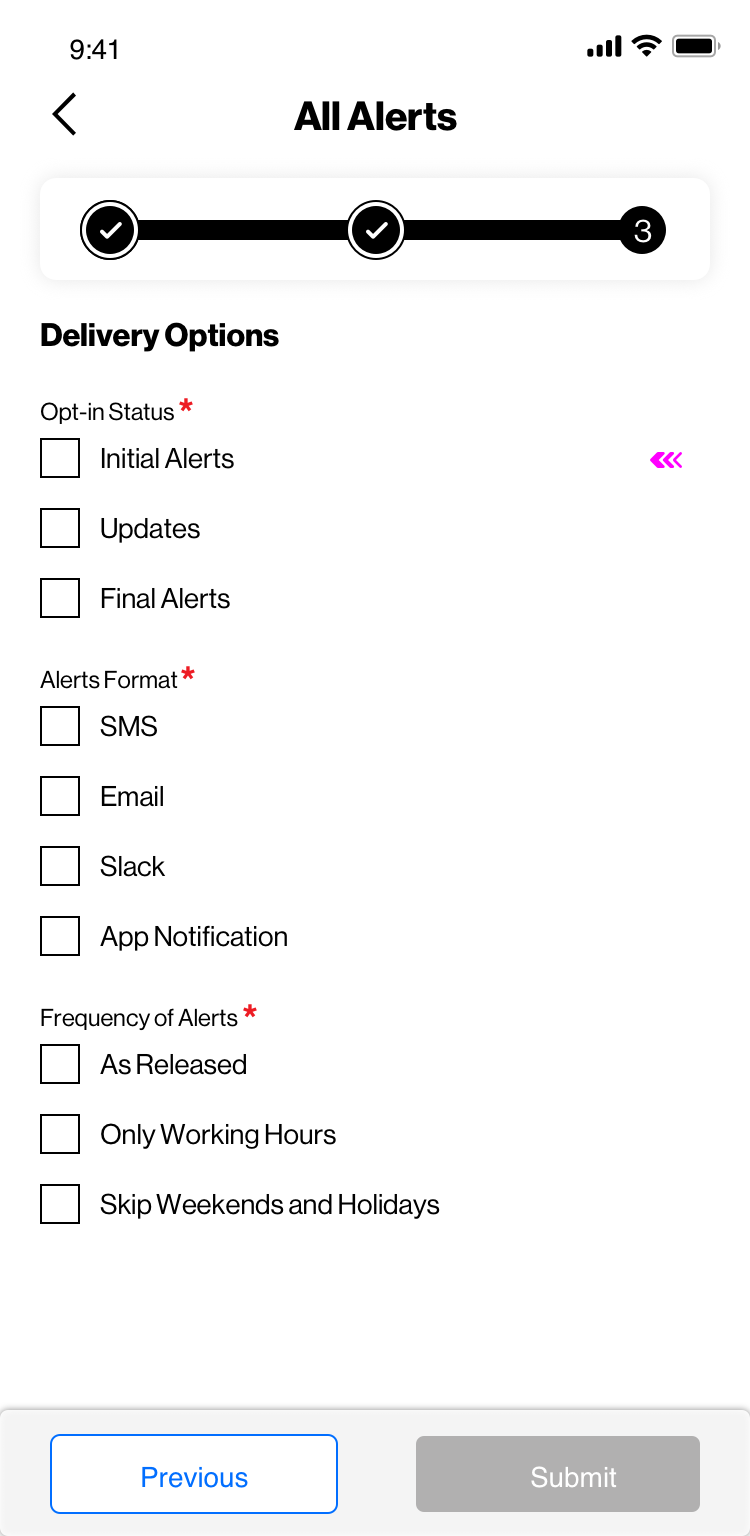 9:41
All Alerts
3
Delivery Options
Opt-in Status *
Initial Alerts
Updates
Final Alerts
Alerts Format *
SMS
Email
Slack
App Notification
Frequency of Alerts *
As Released
Only Working Hours
Skip Weekends and Holidays
Previous
Submit